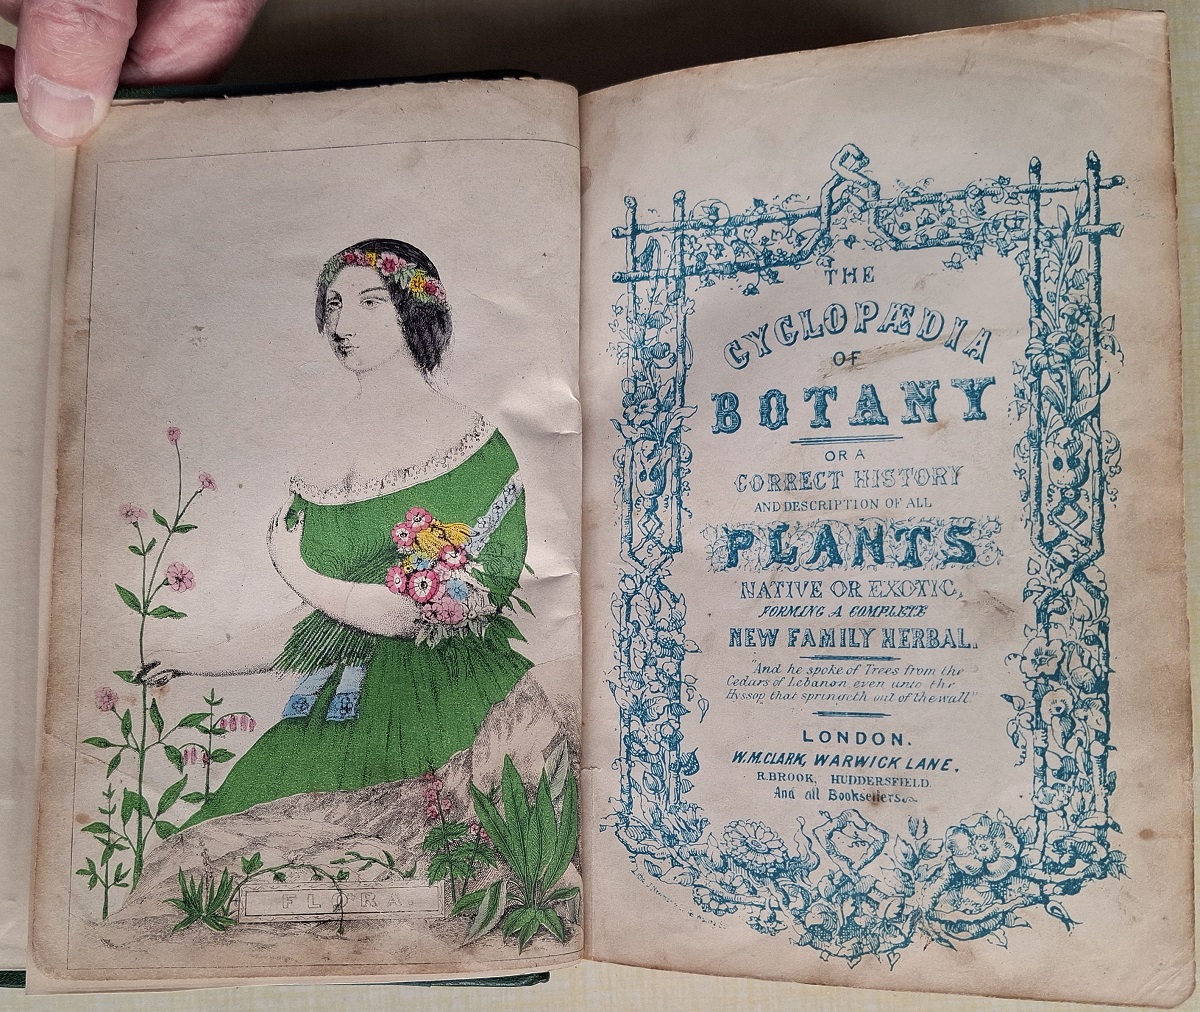 FLORA.
THE
CYCLOPÆDIA
OF
BOTANY
OR A
CORRECT HISTORY
AND DESCRIPTION OF ALL
PLANTS
NATIVE OR EXOTIC,
FORMING A COMPLETE
NEW FAMILY HERBAL.
"And he spoke of Trees from the
Cedars of Lebanon even unto the
Hyssop that springeth out of the wall"
LONDON.
W.M.CLARK, WARWICK LANE,
R.BROOK, HUDDERSFIELD.
And all Booksellers